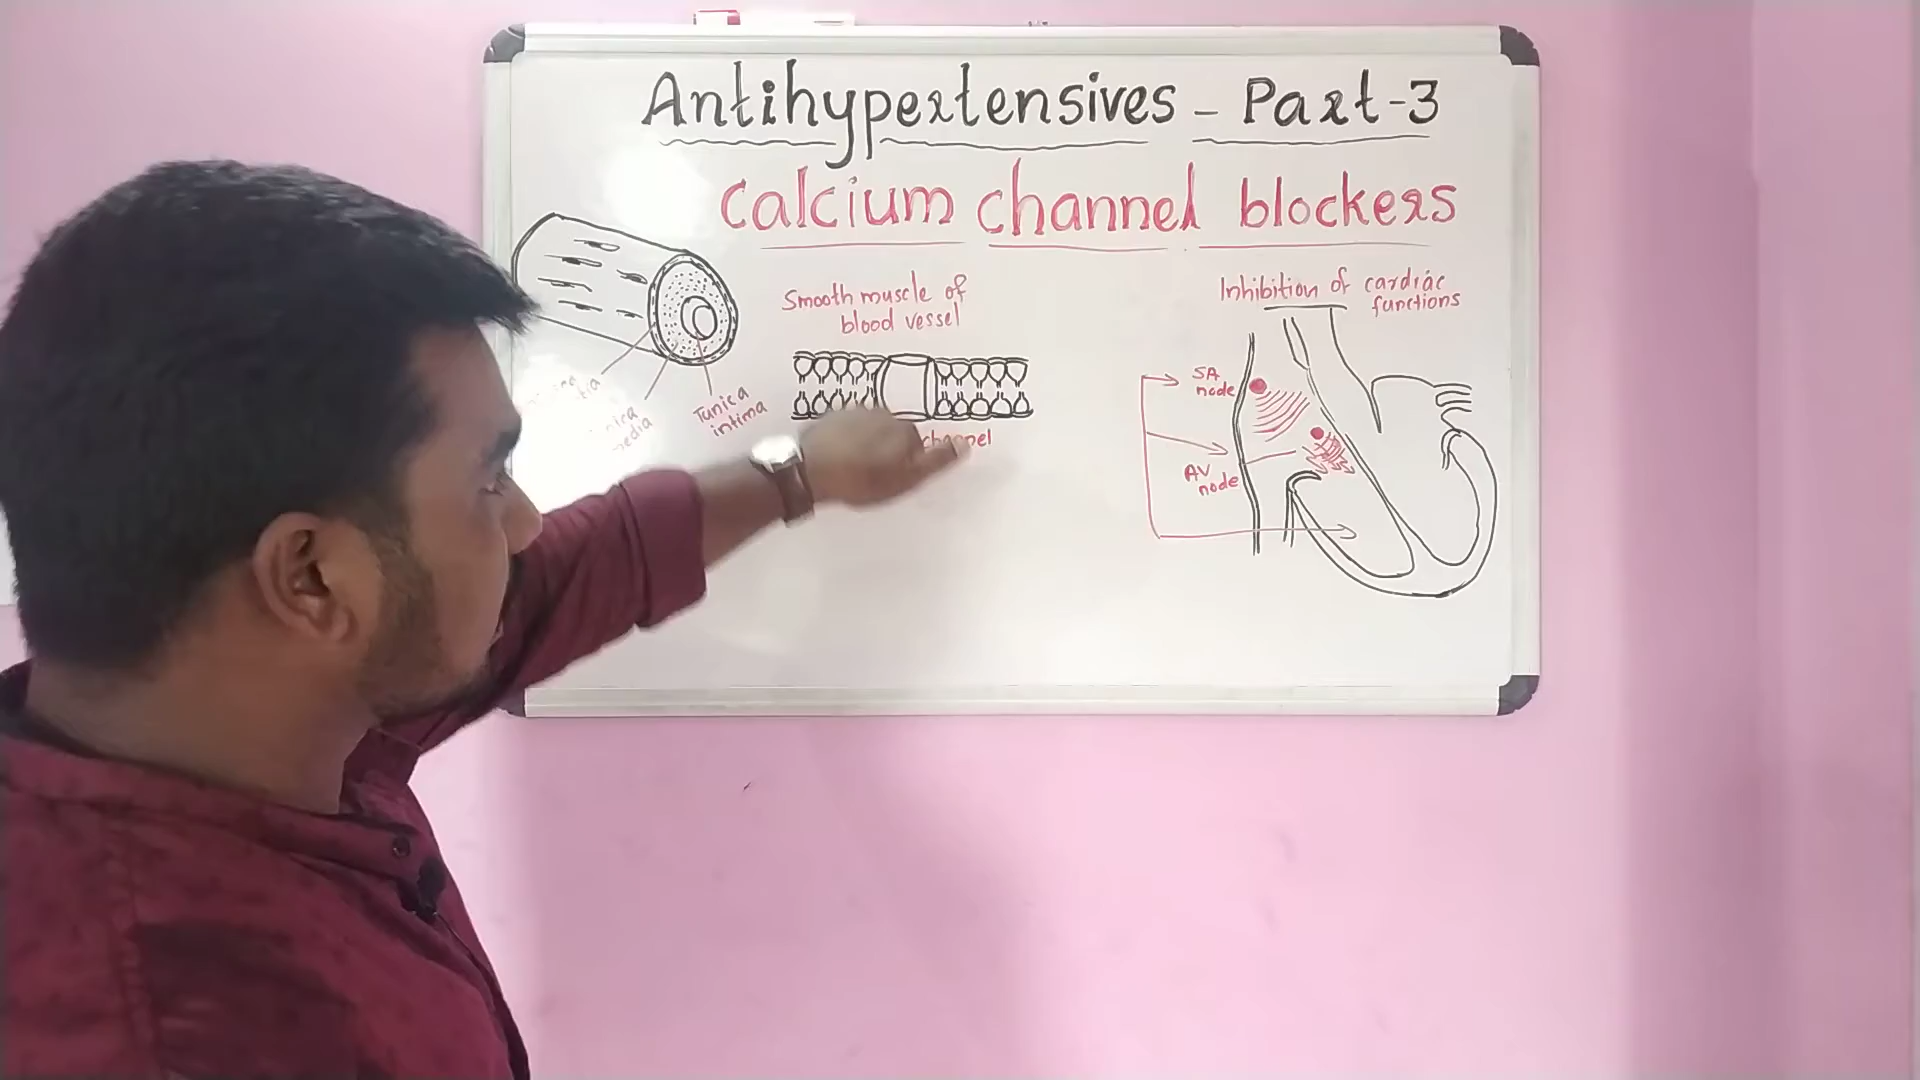 Antihypertensives - Part-3
Calcium channel blockers
Smooth muscle of
blood vessel
Inhibition of cardiac
functions
SA
node
AV
node
Tunica
intima
channel